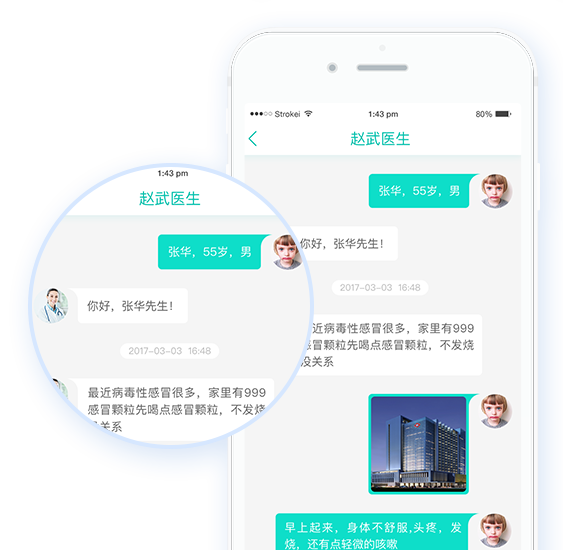 Strokei
1:43 pm
80%
赵武医生
张华，55岁，男
你好，张华先生！
2017-03-03 16:48
最近病毒性感冒很多，家里有999
感冒颗粒先喝点感冒颗粒，不发烧
没关系
早上起来，身体不舒服,头疼，发
烧，还有点轻微的咳嗽
1:43 pm
赵武医生
张华，55岁，男
你好，张华先生！
2017-03-03 16:48
最近病毒性感冒很多，家里有999
感冒颗粒先喝点感冒颗粒，不发烧
没关系